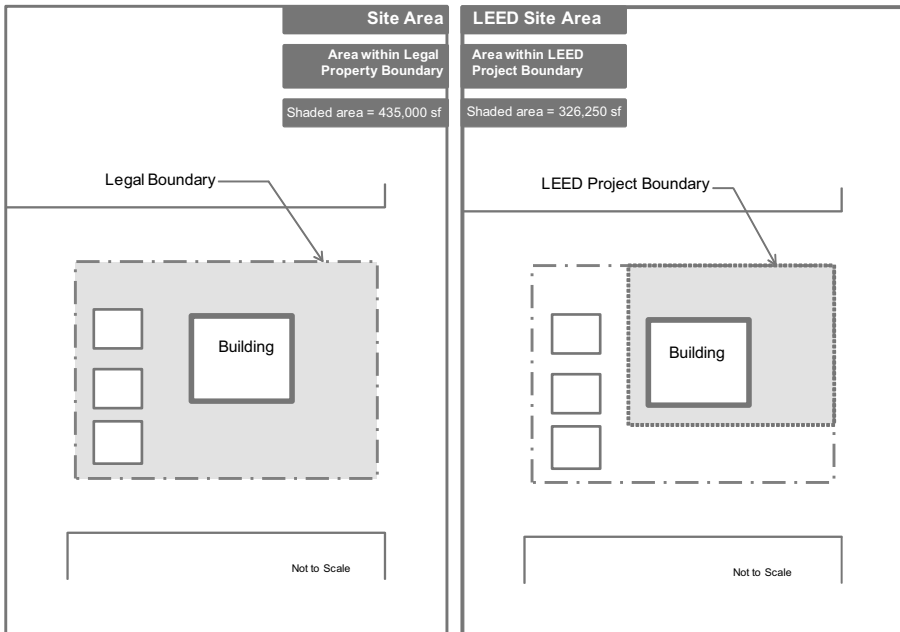 Site Area
Area within Legal
Property Boundary
Shaded area = 435,000 sf
Legal Boundary
Building
Not to Scale
LEED Site Area
Area within LEED
Project Boundary
Shaded area = 326,250 sf
LEED Project Boundary
Building
Not to Scale